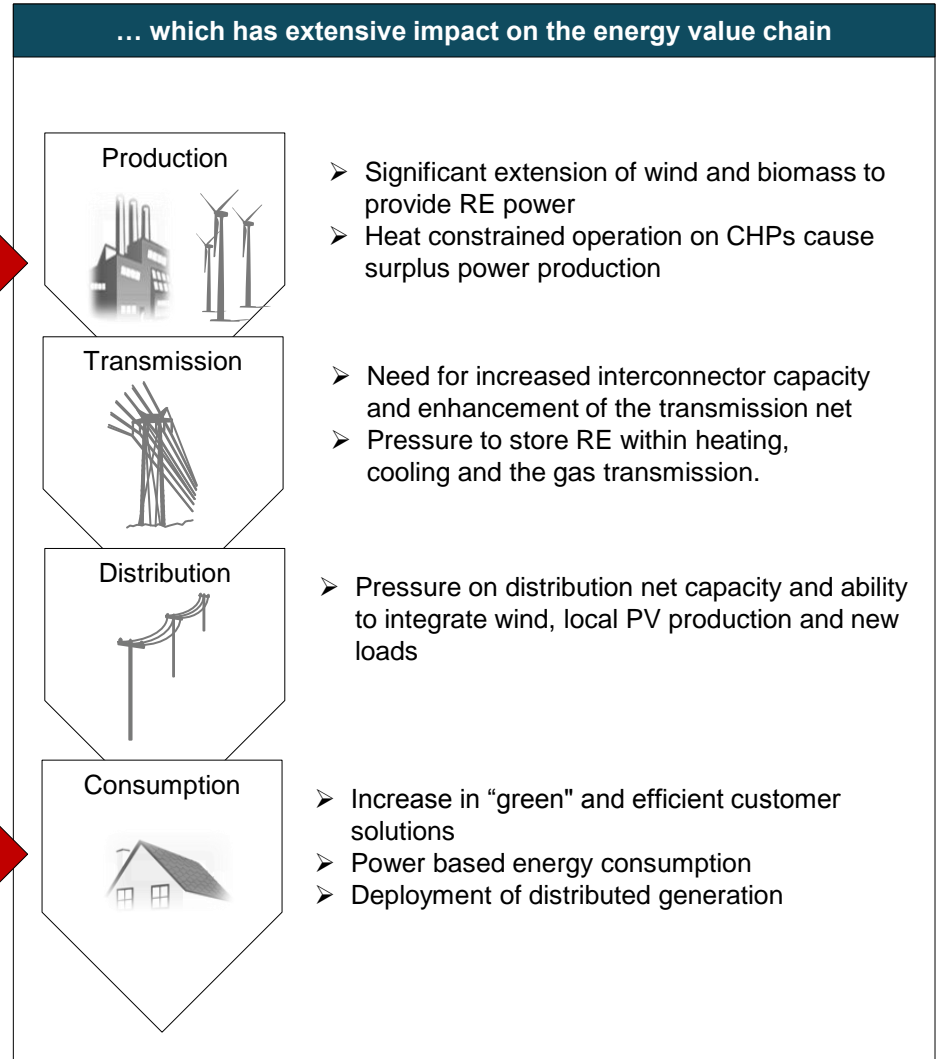 … which has extensive impact on the energy value chain
Production
➢ Significant extension of wind and biomass to
provide RE power
➢ Heat constrained operation on CHPs cause
surplus power production
Transmission
➢ Need for increased interconnector capacity
and enhancement of the transmission net
➢ Pressure to store RE within heating,
cooling and the gas transmission.
Distribution
➢ Pressure on distribution net capacity and ability
to integrate wind, local PV production and new
loads
Consumption
➢ Increase in “green" and efficient customer
solutions
➢ Power based energy consumption
➢ Deployment of distributed generation